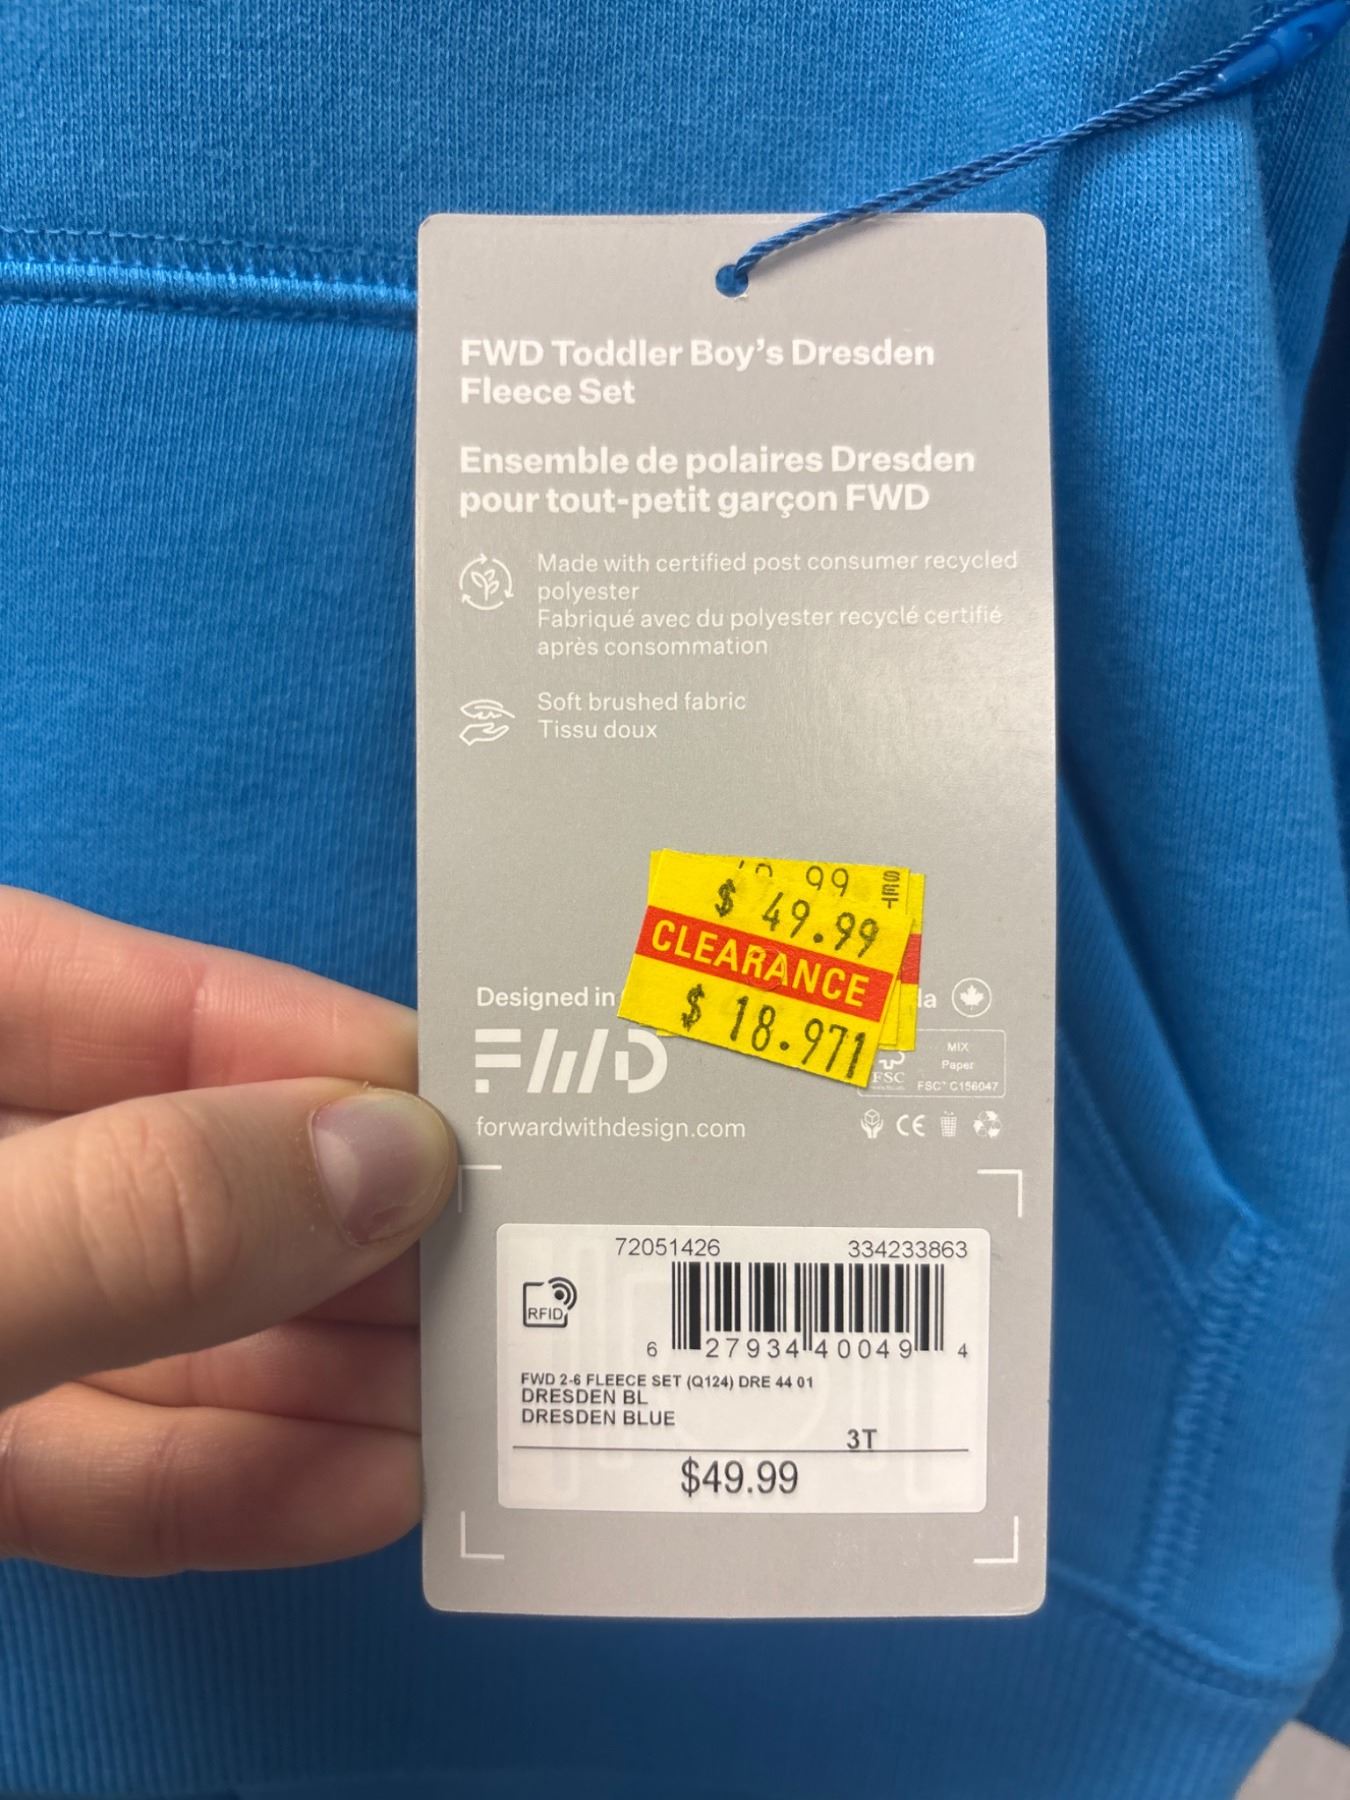 FWD Toddler Boy's Dresden
Fleece Set
Ensemble de polaires Dresden
pour tout-petit garçon FWD
Made with certified post consumer recycled
polyester
Fabriqué avec du polyester recyclé certifié
après consommation
Soft brushed fabric
Tissu doux
99 SET
$ 49.99
CLEARANCE
$ 18.971
Designed in
FWD
MIX
Paper
FSC FSC® C156047
forwardwithdesign.com
CE
72051426 334233863
RFID
6 27934 40049 4
FWD 2-6 FLEECE SET (Q124) DRE 44 01
DRESDEN BL
DRESDEN BLUE
3T
$49.99